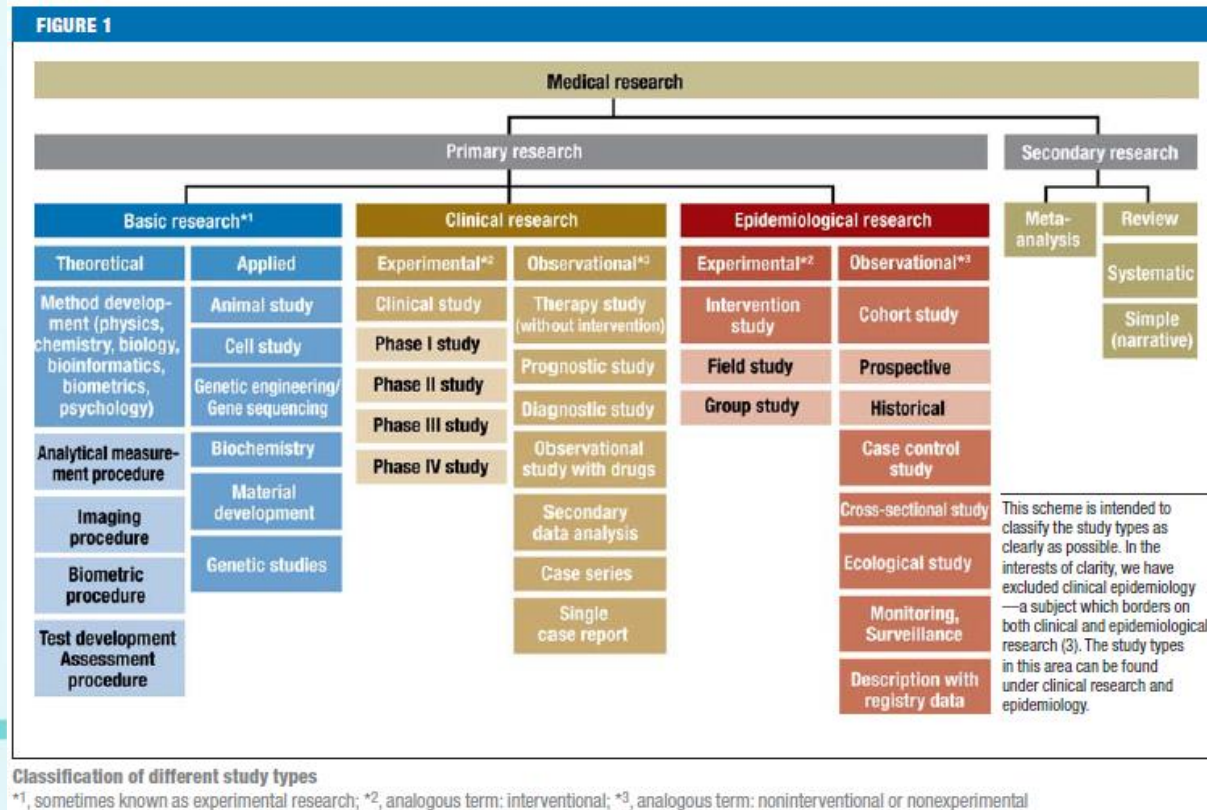 FIGURE 1
Medical research
Primary research
Secondary research
Basic research*1
Clinical research
Epidemiological research
Meta-
analysis
Review
Systematic
Simple
(narrative)
Theoretical
Method develop-
ment (physics,
chemistry, biology,
bioinformatics,
biometrics,
psychology)
Analytical measure-
ment procedure
Imaging
procedure
Biometric
procedure
Test development
Assessment
procedure
Applied
Animal study
Cell study
Genetic engineering/
Gene sequencing
Biochemistry
Material
development
Genetic studies
Experimental*2
Clinical study
Phase I study
Phase II study
Phase III study
Phase IV study
Observational*3
Therapy study
(without intervention)
Prognostic study
Diagnostic study
Observational
study with drugs
Secondary
data analysis
Case series
Single
case report
Experimental*2
Intervention
study
Field study
Group study
Observational*3
Cohort study
Prospective
Historical
Case control
study
Cross-sectional study
Ecological study
Monitoring,
Surveillance
Description with
registry data
This scheme is intended to
classify the study types as
clearly as possible. In the
interests of clarity, we have
excluded clinical epidemiology
—a subject which borders on
both clinical and epidemiological
research (3). The study types
in this area can be found
under clinical research and
epidemiology.
Classification of different study types
*1, sometimes known as experimental research; *2, analogous term: interventional; *3, analogous term: noninterventional or nonexperimental